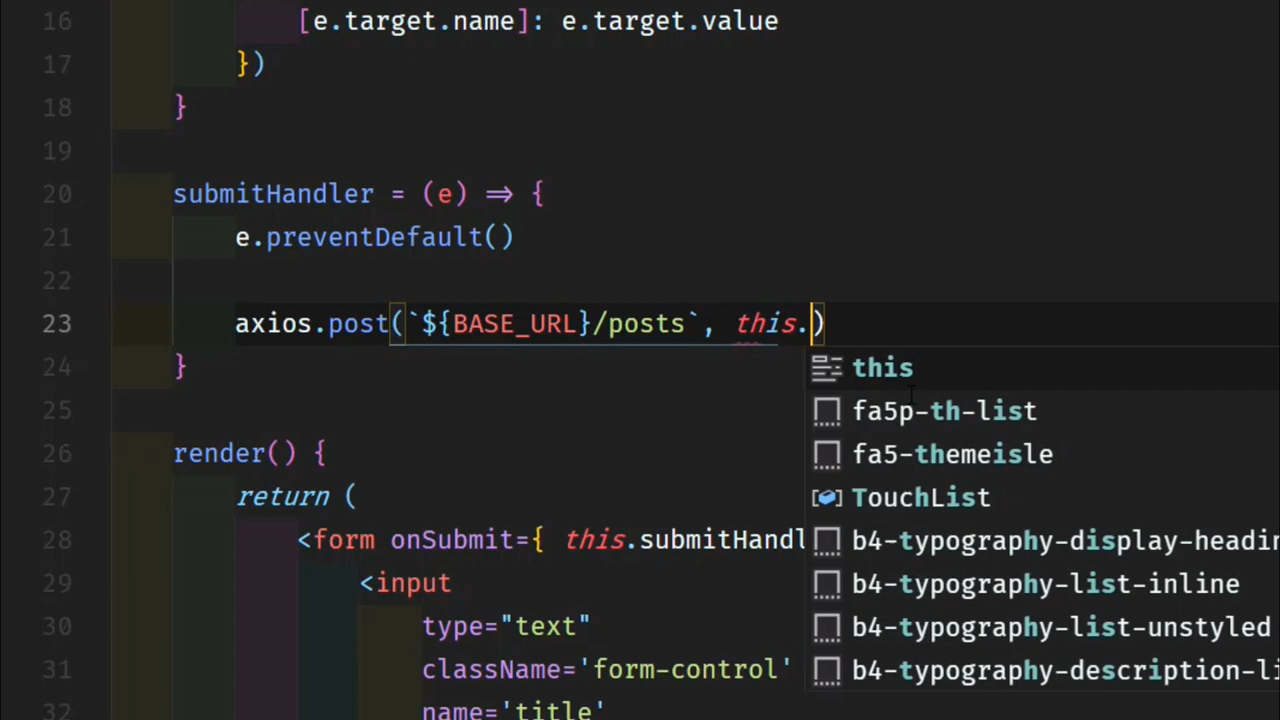 16 [e.target.name]: e.target.value
17 })
18 }
19
20 submitHandler = (e) => {
21 e.preventDefault()
22
23 axios.post(`${BASE_URL}/posts`, this.)
24 }
this
25
fa5p-th-list
26 render() {
fa5-themeisle
27 return (
TouchList
28 <form onSubmit={ this.submitHandl
b4-typography-display-headin
29 <input
b4-typography-list-inline
30 type="text"
b4-typography-list-unstyled
31 className='form-control'
b4-typography-description-li
32 name='title'